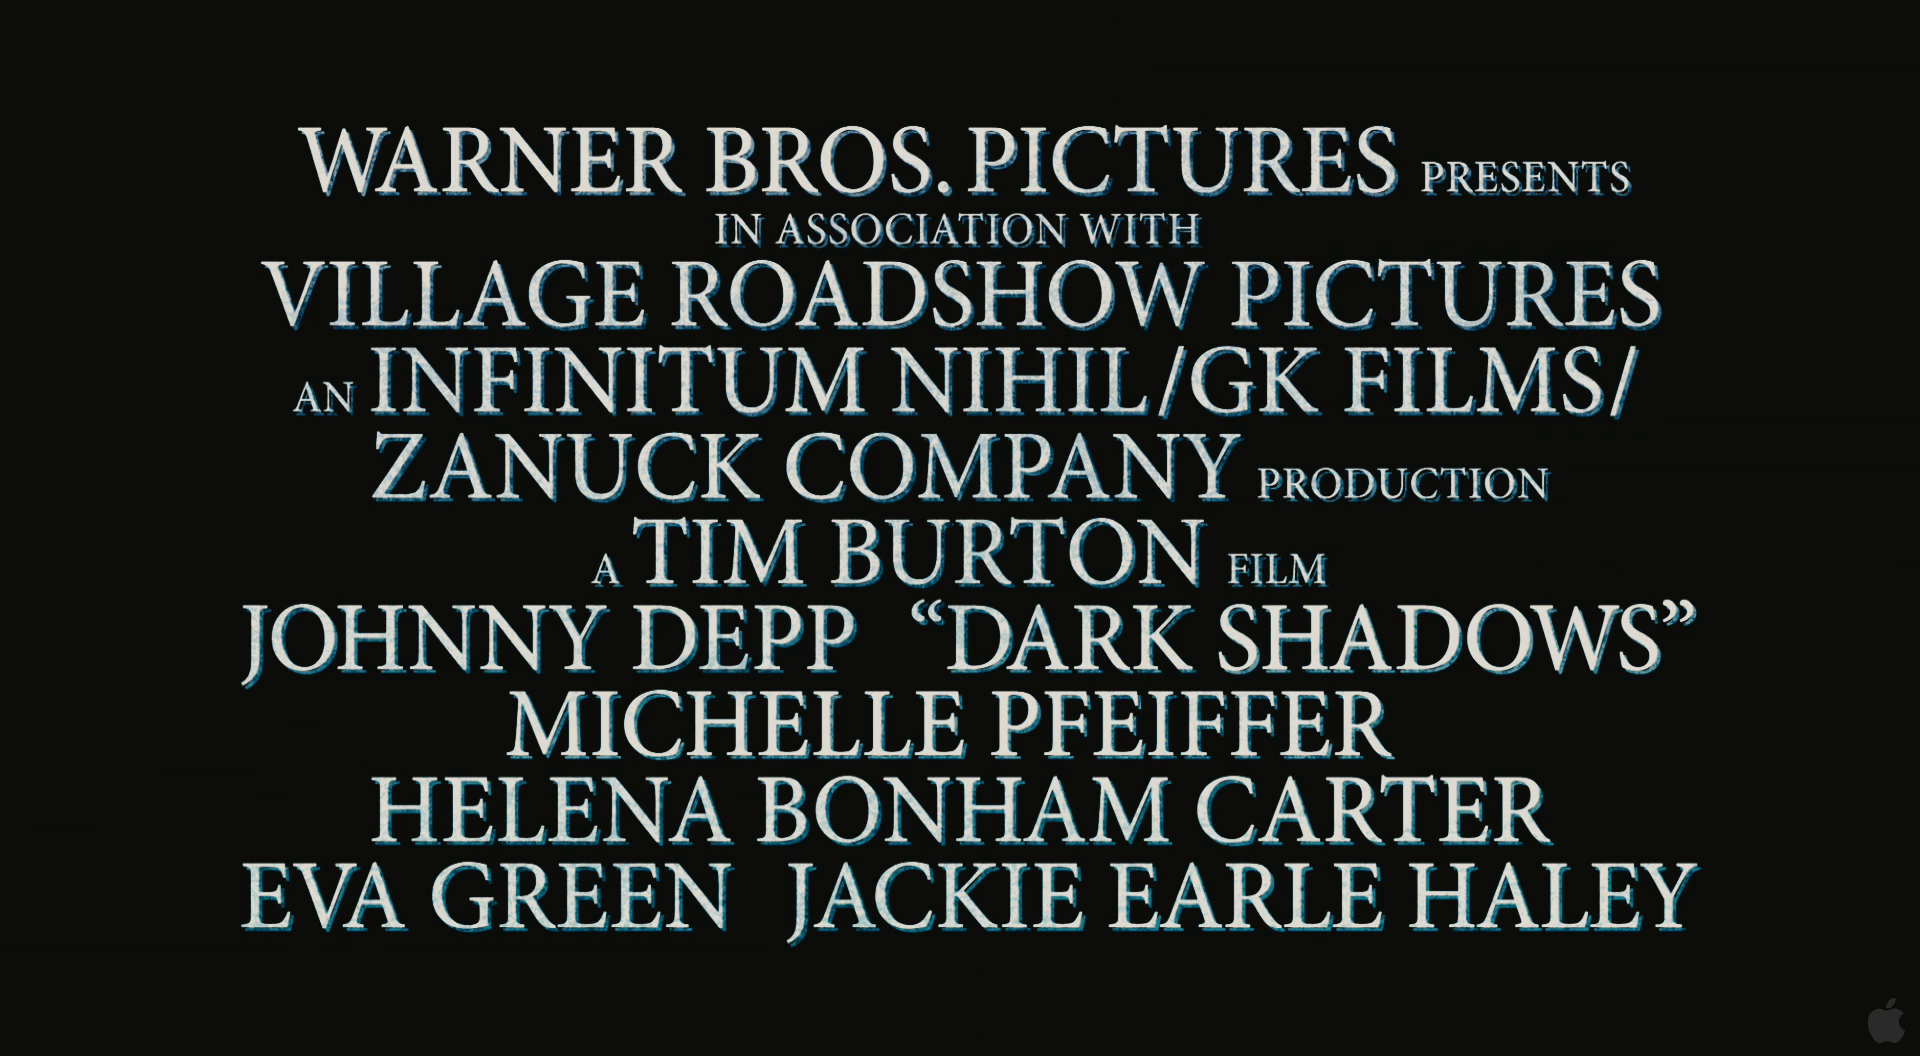 WARNER BROS. PICTURES PRESENTS
IN ASSOCIATION WITH
VILLAGE ROADSHOW PICTURES
AN INFINITUM NIHIL/GK FILMS/
ZANUCK COMPANY PRODUCTION
A TIM BURTON FILM
JOHNNY DEPP “DARK SHADOWS”
MICHELLE PFEIFFER
HELENA BONHAM CARTER
EVA GREEN JACKIE EARLE HALEY